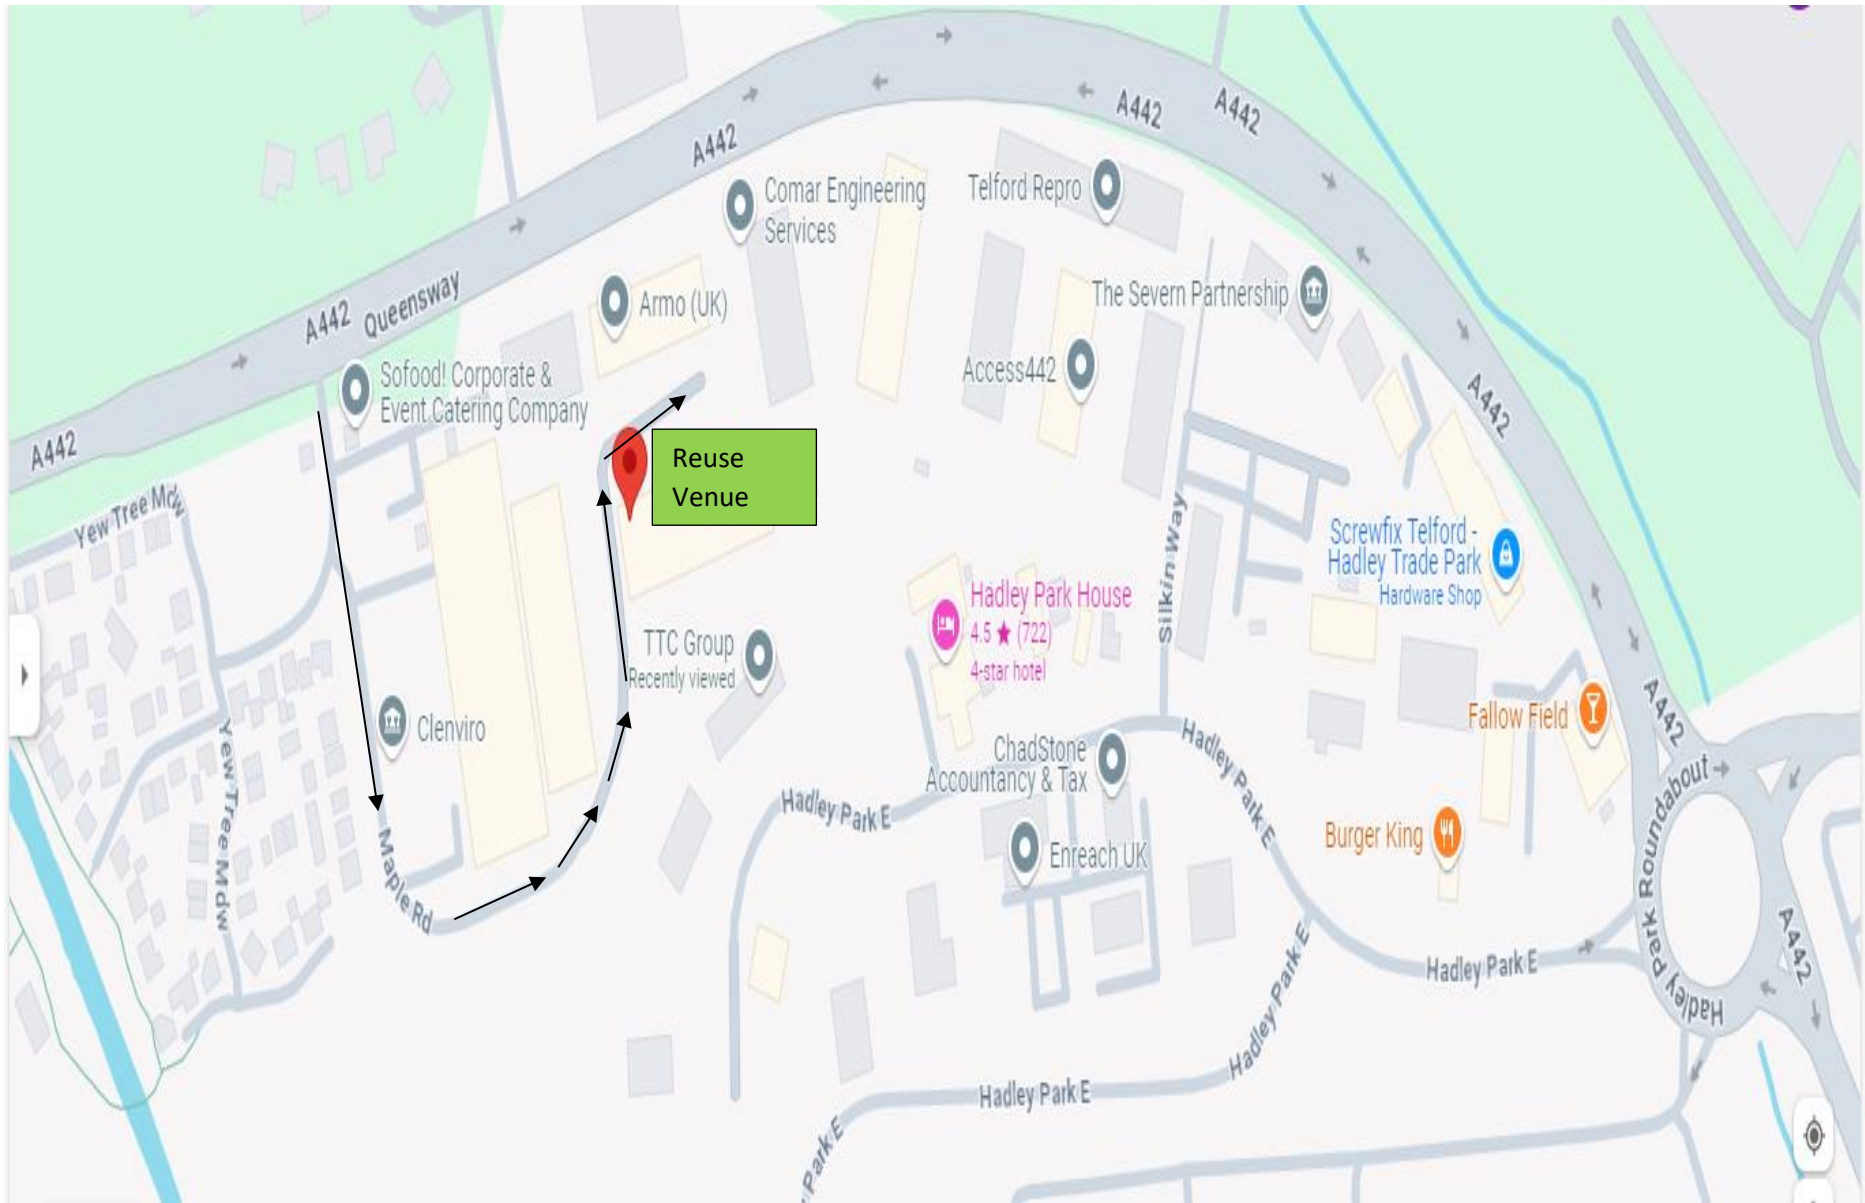 A442
A442
A442
A442
Queensway
A442
A442
A442
A442
A442
Comar Engineering
Services
Telford Repro
Armo (UK)
The Severn Partnership
Access442
Sofood! Corporate &
Event Catering Company
Reuse
Venue
Yew Tree Mdw
Yew Tree Mdw
Silkin Way
Screwfix Telford -
Hadley Trade Park
Hardware Shop
Hadley Park House
4.5 ★ (722)
4-star hotel
TTC Group
Recently viewed
Clenviro
Fallow Field
ChadStone
Accountancy & Tax
Hadley Park E
Hadley Park E
Burger King
Enreach UK
Maple Rd
Hadley Park Roundabout
Hadley
Hadley Park E
Hadley Park E
Hadley Park E
Park E